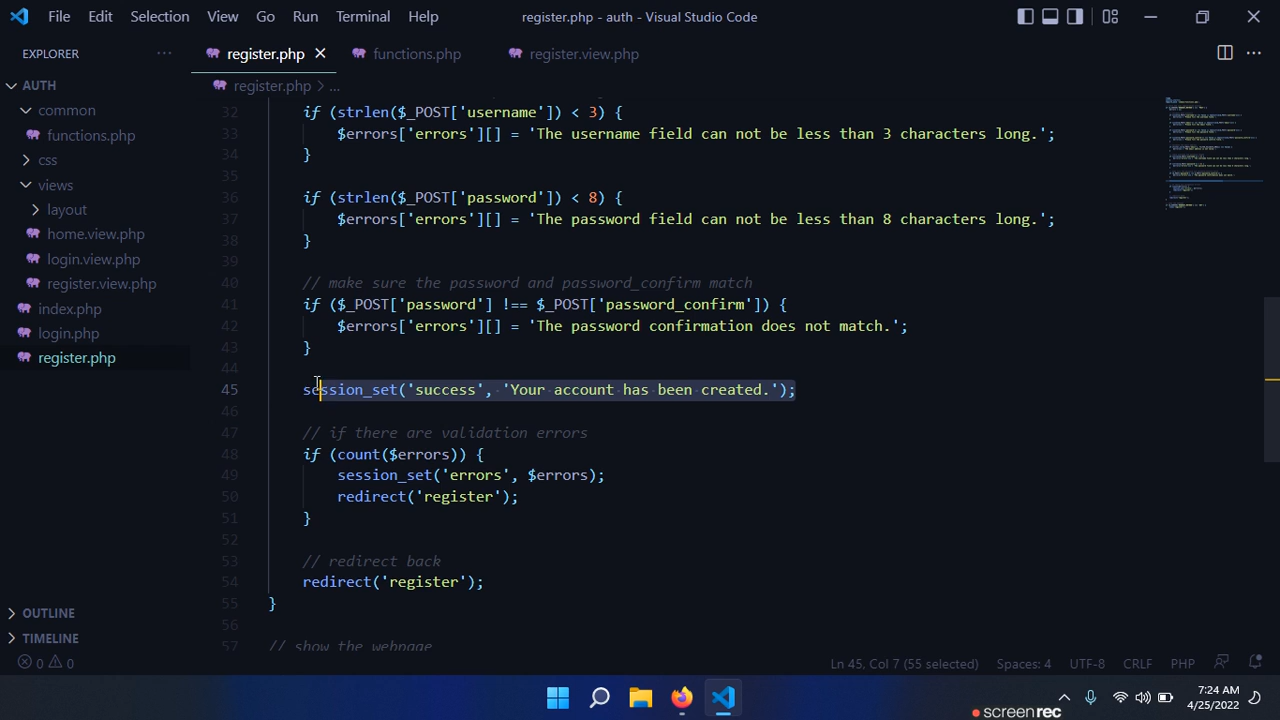 File Edit Selection View Go Run Terminal Help register.php - auth - Visual Studio Code
EXPLORER ··· register.php functions.php register.view.php ···
AUTH
register.php > ...
common
functions.php
css
views
layout
home.view.php
login.view.php
register.view.php
index.php
login.php
register.php
OUTLINE
TIMELINE
32 if (strlen($_POST['username']) < 3) {
33 $errors['errors'][] = 'The username field can not be less than 3 characters long.';
34 }
35
36 if (strlen($_POST['password']) < 8) {
37 $errors['errors'][] = 'The password field can not be less than 8 characters long.';
38 }
39
40 // make sure the password and password_confirm match
41 if ($_POST['password'] !== $_POST['password_confirm']) {
42 $errors['errors'][] = 'The password confirmation does not match.';
43 }
44
45 session_set('success', 'Your account has been created.');
46
47 // if there are validation errors
48 if (count($errors)) {
49 session_set('errors', $errors);
50 redirect('register');
51 }
52
53 // redirect back
54 redirect('register');
55 }
56
57 // show the webpage
0 0 Ln 45, Col 7 (55 selected) Spaces: 4 UTF-8 CRLF PHP
7:24 AM
4/25/2022
screenrec